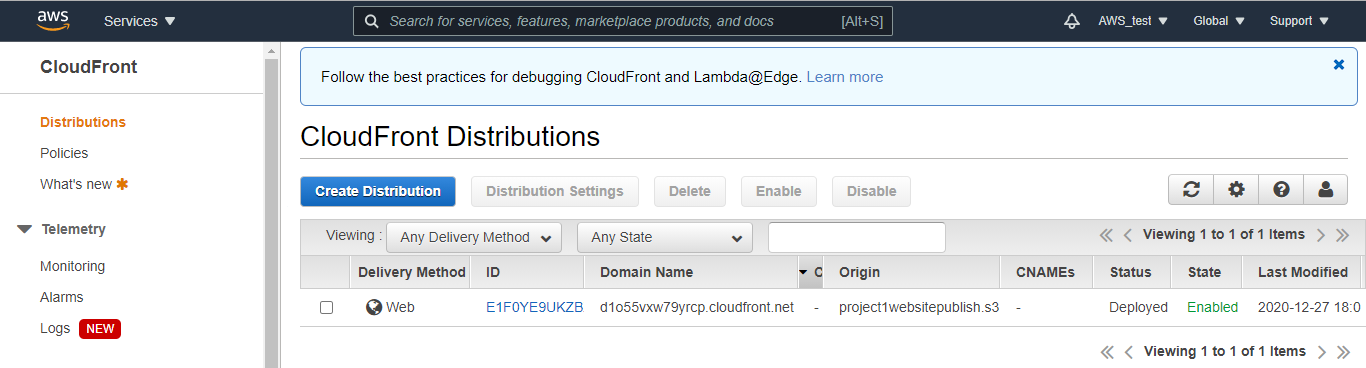 aws Services Search for services, features, marketplace products, and docs [Alt+S] AWS_test Global Support
CloudFront
Distributions
Policies
What's new
Telemetry
Monitoring
Alarms
Logs NEW
Follow the best practices for debugging CloudFront and Lambda@Edge. Learn more
CloudFront Distributions
Create Distribution Distribution Settings Delete Enable Disable
Viewing : Any Delivery Method Any State Viewing 1 to 1 of 1 Items
Delivery Method ID Domain Name C Origin CNAMEs Status State Last Modified
Web E1F0YE9UKZB d1o55vxw79yrcp.cloudfront.net - project1websitepublish.s3 - Deployed Enabled 2020-12-27 18:0
Viewing 1 to 1 of 1 Items